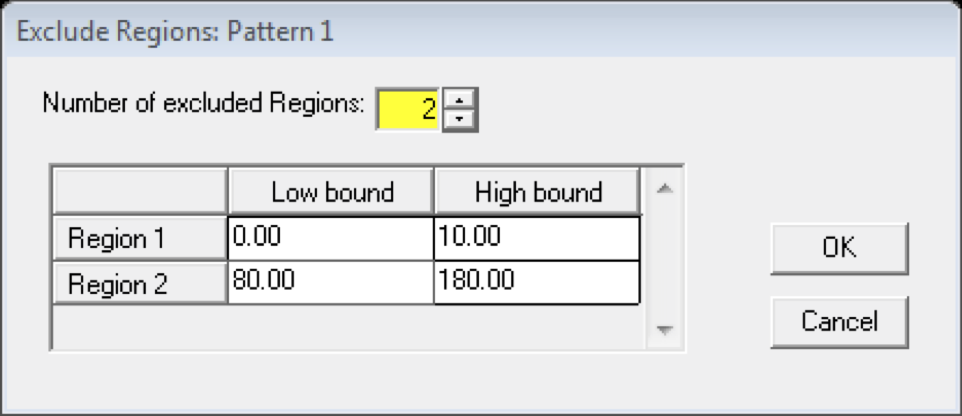 Exclude Regions: Pattern 1
Number of excluded Regions: 2
Low bound High bound
Region 1 0.00 10.00
OK
Region 2 80.00 180.00
Cancel